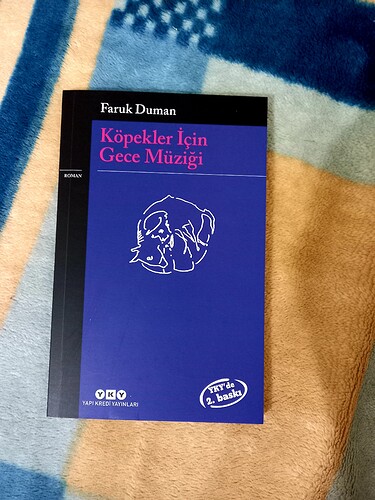 Faruk Duman
Köpekler İçin
Gece Müziği
ROMAN
YKY
YAPI KREDİ YAYINLARI
YKY'de
2. baskı